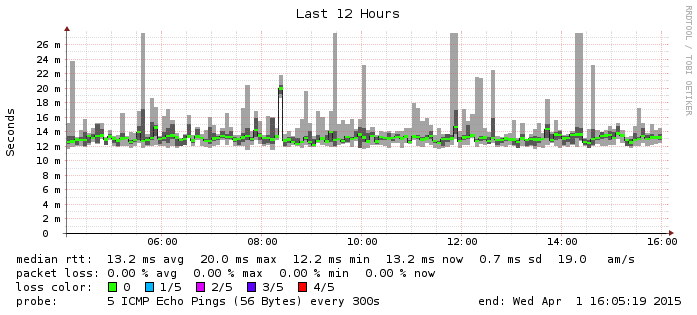 Last 12 Hours
RRDTOOL / TOBI OETIKER
Seconds
26 m
24 m
22 m
20 m
18 m
16 m
14 m
12 m
10 m
8 m
6 m
4 m
2 m
0
06:00 08:00 10:00 12:00 14:00 16:00
median rtt: 13.2 ms avg 20.0 ms max 12.2 ms min 13.2 ms now 0.7 ms sd 19.0 am/s
packet loss: 0.00 % avg 0.00 % max 0.00 % min 0.00 % now
loss color: 0 1/5 2/5 3/5 4/5
probe: 5 ICMP Echo Pings (56 Bytes) every 300s end: Wed Apr 1 16:05:19 2015